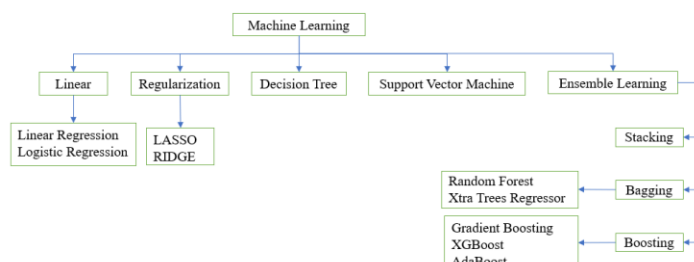 Machine Learning
Linear
Regularization
Decision Tree
Support Vector Machine
Ensemble Learning
Linear Regression
Logistic Regression
LASSO
RIDGE
Stacking
Random Forest
Xtra Trees Regressor
Bagging
Gradient Boosting
XGBoost
AdaBoost
Boosting